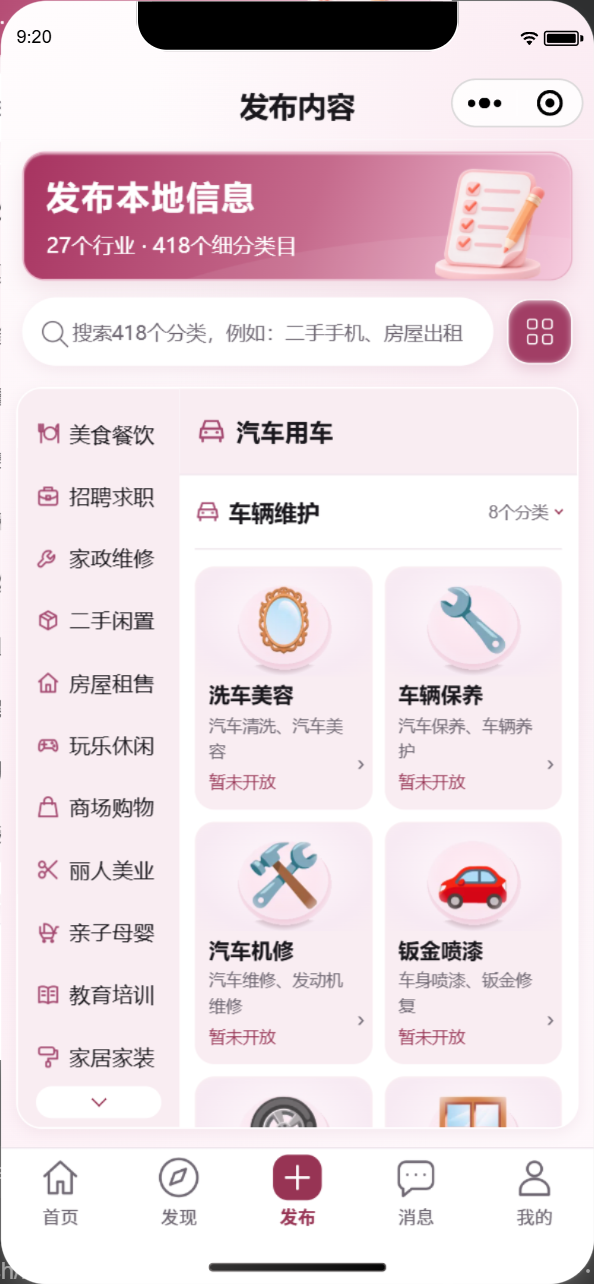 9:20
发布内容
发布本地信息
27个行业 · 418个细分类目
搜索418个分类，例如：二手手机、房屋出租
美食餐饮
招聘求职
家政维修
二手闲置
房屋租售
玩乐休闲
商场购物
丽人美业
亲子母婴
教育培训
家居家装
汽车用车
车辆维护
8个分类
洗车美容
汽车清洗、汽车美
容
暂未开放
车辆保养
汽车保养、车辆养
护
暂未开放
汽车机修
汽车维修、发动机
维修
暂未开放
钣金喷漆
车身喷漆、钣金修
复
暂未开放
首页
发现
发布
消息
我的